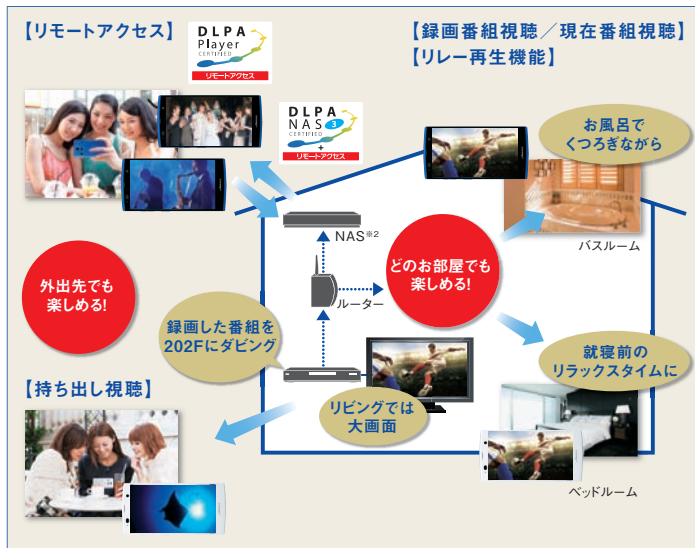 【リモートアクセス】
DLPA
Player
CERTIFIED
リモートアクセス
DLPA
NAS 3
CERTIFIED
+
リモートアクセス
【録画番組視聴／現在番組視聴】
【リレー再生機能】
お風呂で
くつろぎながら
バスルーム
NAS※2
ルーター
外出先でも
楽しめる!
どのお部屋でも
楽しめる!
録画した番組を
202Fにダビング
リビングでは
大画面
就寝前の
リラックスタイムに
ベッドルーム
【持ち出し視聴】